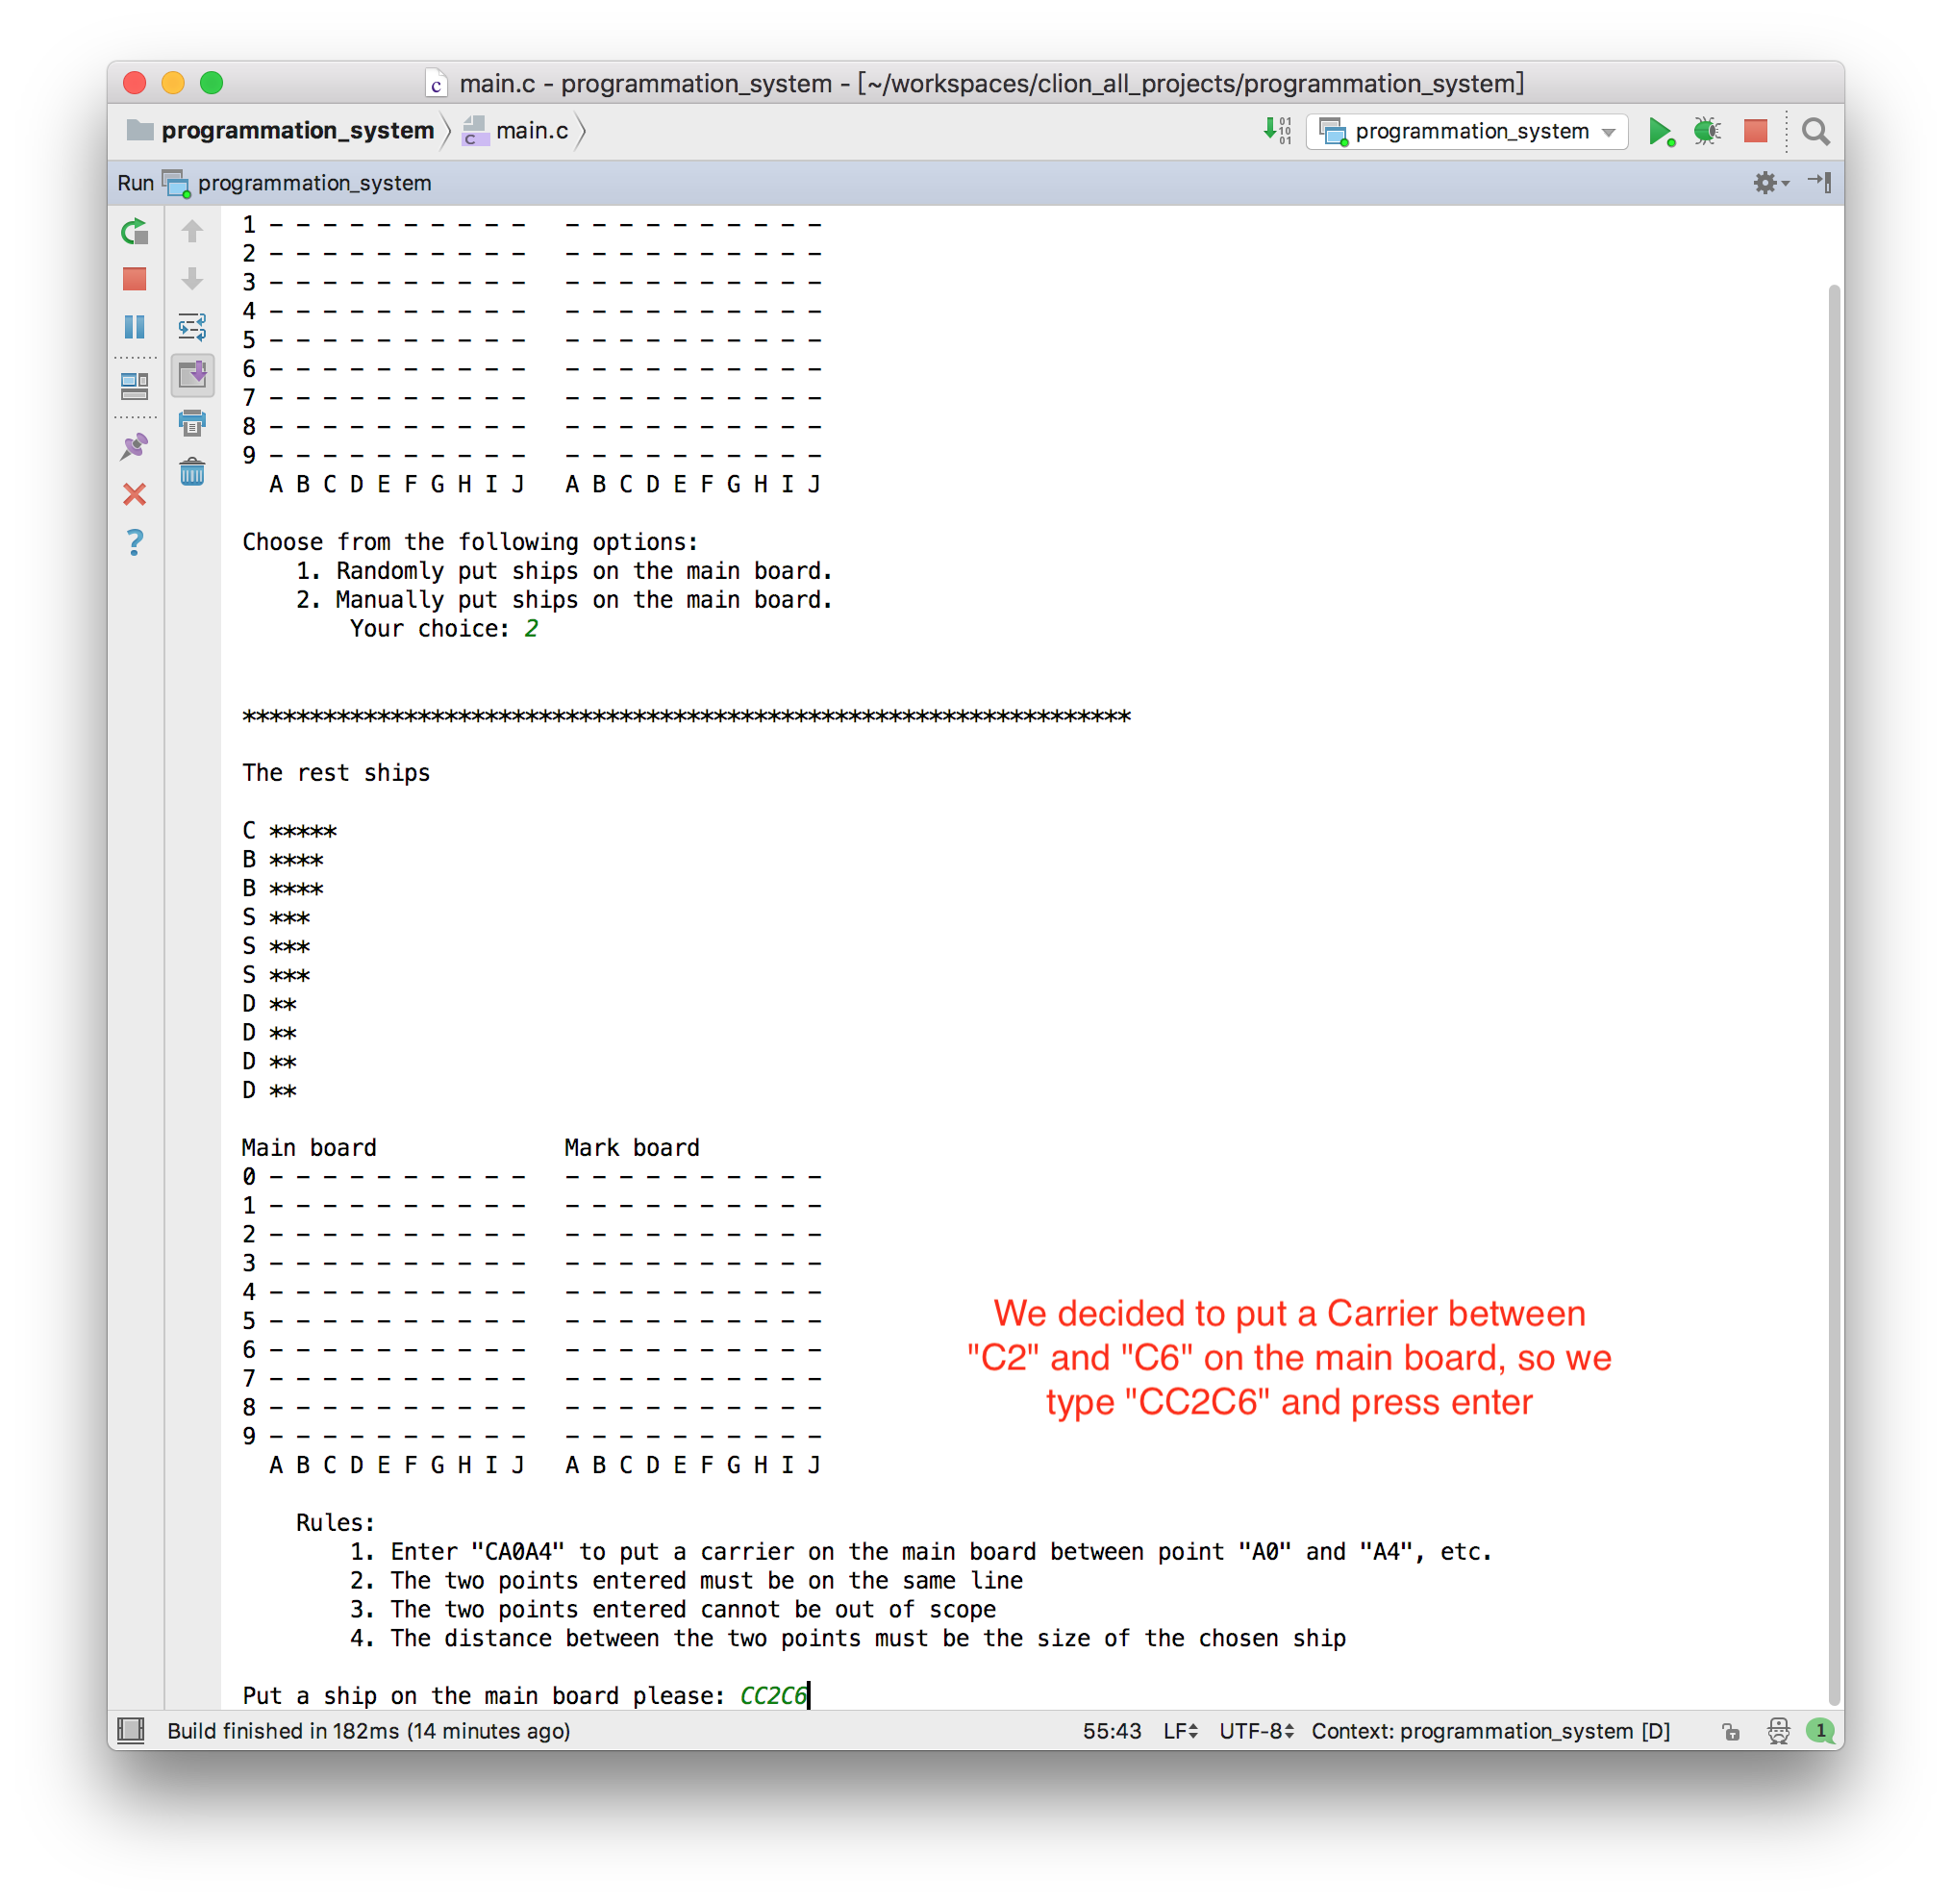 main.c - programmation_system - [~/workspaces/clion_all_projects/programmation_system]
programmation_system main.c programmation_system
Run programmation_system
1 - - - - - - - - - -   - - - - - - - - - -
2 - - - - - - - - - -   - - - - - - - - - -
3 - - - - - - - - - -   - - - - - - - - - -
4 - - - - - - - - - -   - - - - - - - - - -
5 - - - - - - - - - -   - - - - - - - - - -
6 - - - - - - - - - -   - - - - - - - - - -
7 - - - - - - - - - -   - - - - - - - - - -
8 - - - - - - - - - -   - - - - - - - - - -
9 - - - - - - - - - -   - - - - - - - - - -
  A B C D E F G H I J   A B C D E F G H I J
Choose from the following options:
    1. Randomly put ships on the main board.
    2. Manually put ships on the main board.
        Your choice: 2
******************************************************************
The rest ships
C *****
B ****
B ****
S ***
S ***
S ***
D **
D **
D **
D **
Main board              Mark board
0 - - - - - - - - - -   - - - - - - - - - -
1 - - - - - - - - - -   - - - - - - - - - -
2 - - - - - - - - - -   - - - - - - - - - -
3 - - - - - - - - - -   - - - - - - - - - -
4 - - - - - - - - - -   - - - - - - - - - -
5 - - - - - - - - - -   - - - - - - - - - -
6 - - - - - - - - - -   - - - - - - - - - -
7 - - - - - - - - - -   - - - - - - - - - -
8 - - - - - - - - - -   - - - - - - - - - -
9 - - - - - - - - - -   - - - - - - - - - -
  A B C D E F G H I J   A B C D E F G H I J
We decided to put a Carrier between
"C2" and "C6" on the main board, so we
type "CC2C6" and press enter
    Rules:
        1. Enter "CA0A4" to put a carrier on the main board between point "A0" and "A4", etc.
        2. The two points entered must be on the same line
        3. The two points entered cannot be out of scope
        4. The distance between the two points must be the size of the chosen ship
Put a ship on the main board please: CC2C6
Build finished in 182ms (14 minutes ago) 55:43 LF UTF-8 Context: programmation_system [D] 1